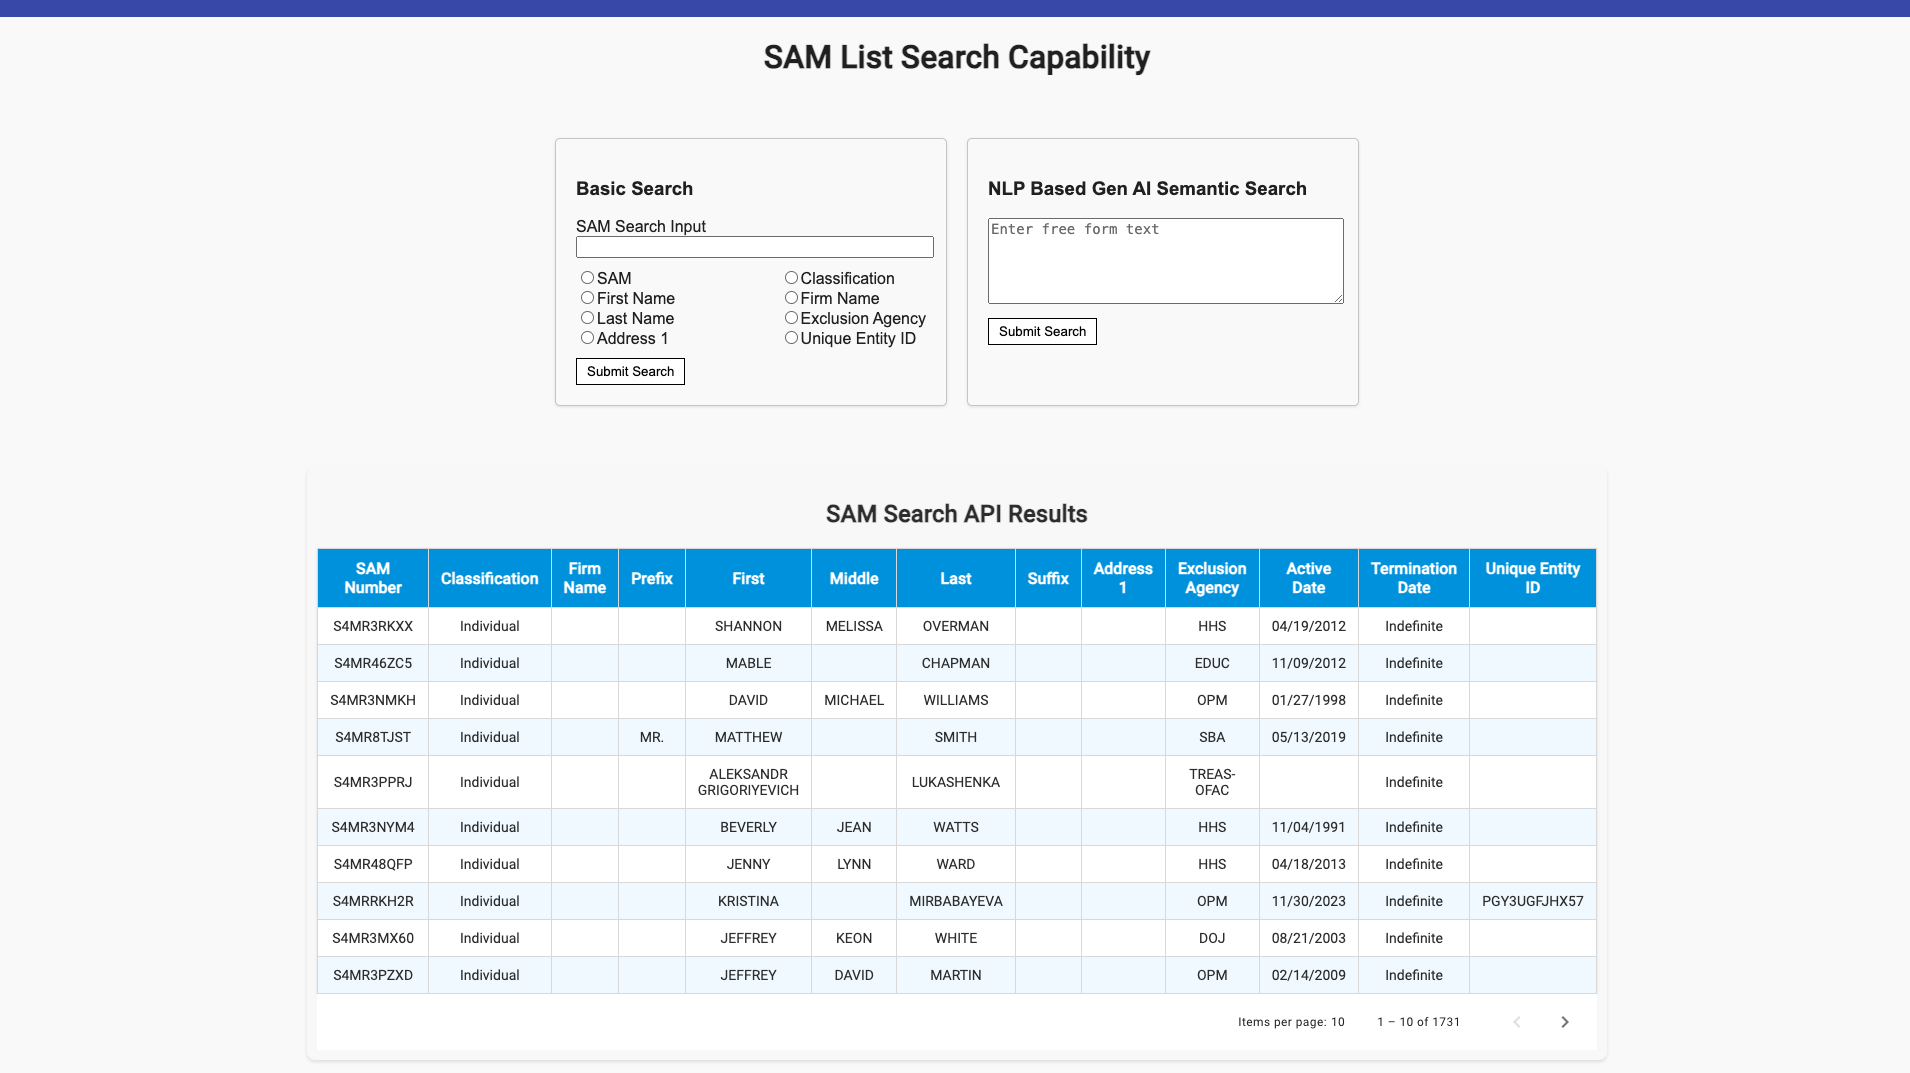 SAM List Search Capability
Basic Search
SAM Search Input
SAM
Classification
First Name
Firm Name
Last Name
Exclusion Agency
Address 1
Unique Entity ID
Submit Search
NLP Based Gen AI Semantic Search
Enter free form text
Submit Search
SAM Search API Results
SAM Number Classification Firm Name Prefix First Middle Last Suffix Address 1 Exclusion Agency Active Date Termination Date Unique Entity ID
S4MR3RKXX Individual SHANNON MELISSA OVERMAN HHS 04/19/2012 Indefinite
S4MR46ZC5 Individual MABLE CHAPMAN EDUC 11/09/2012 Indefinite
S4MR3NMKH Individual DAVID MICHAEL WILLIAMS OPM 01/27/1998 Indefinite
S4MR8TJST Individual MR. MATTHEW SMITH SBA 05/13/2019 Indefinite
S4MR3PPRJ Individual ALEKSANDR GRIGORIYEVICH LUKASHENKA TREAS-OFAC Indefinite
S4MR3NYM4 Individual BEVERLY JEAN WATTS HHS 11/04/1991 Indefinite
S4MR48QFP Individual JENNY LYNN WARD HHS 04/18/2013 Indefinite
S4MRRKH2R Individual KRISTINA MIRBABAYEVA OPM 11/30/2023 Indefinite PGY3UGFJHX57
S4MR3MX60 Individual JEFFREY KEON WHITE DOJ 08/21/2003 Indefinite
S4MR3PZXD Individual JEFFREY DAVID MARTIN OPM 02/14/2009 Indefinite
Items per page: 10 1 – 10 of 1731